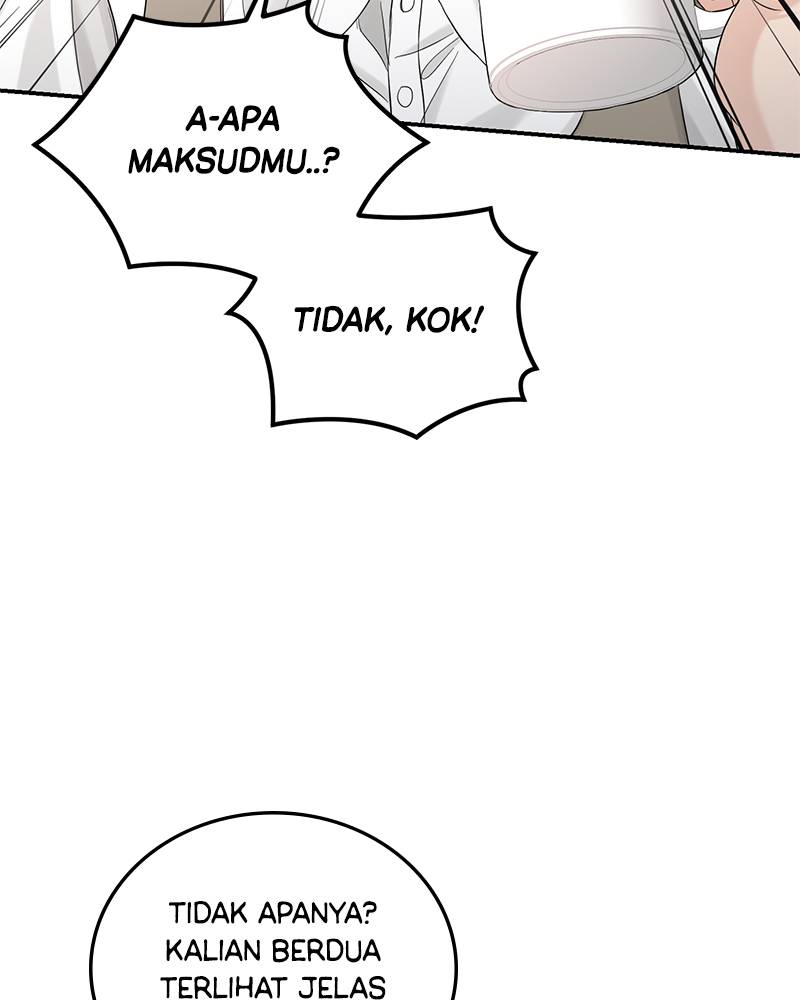 A-APA
MAKSUDMU..?
TIDAK, KOK!
TIDAK APANYA?
KALIAN BERDUA
TERLIHAT JELAS